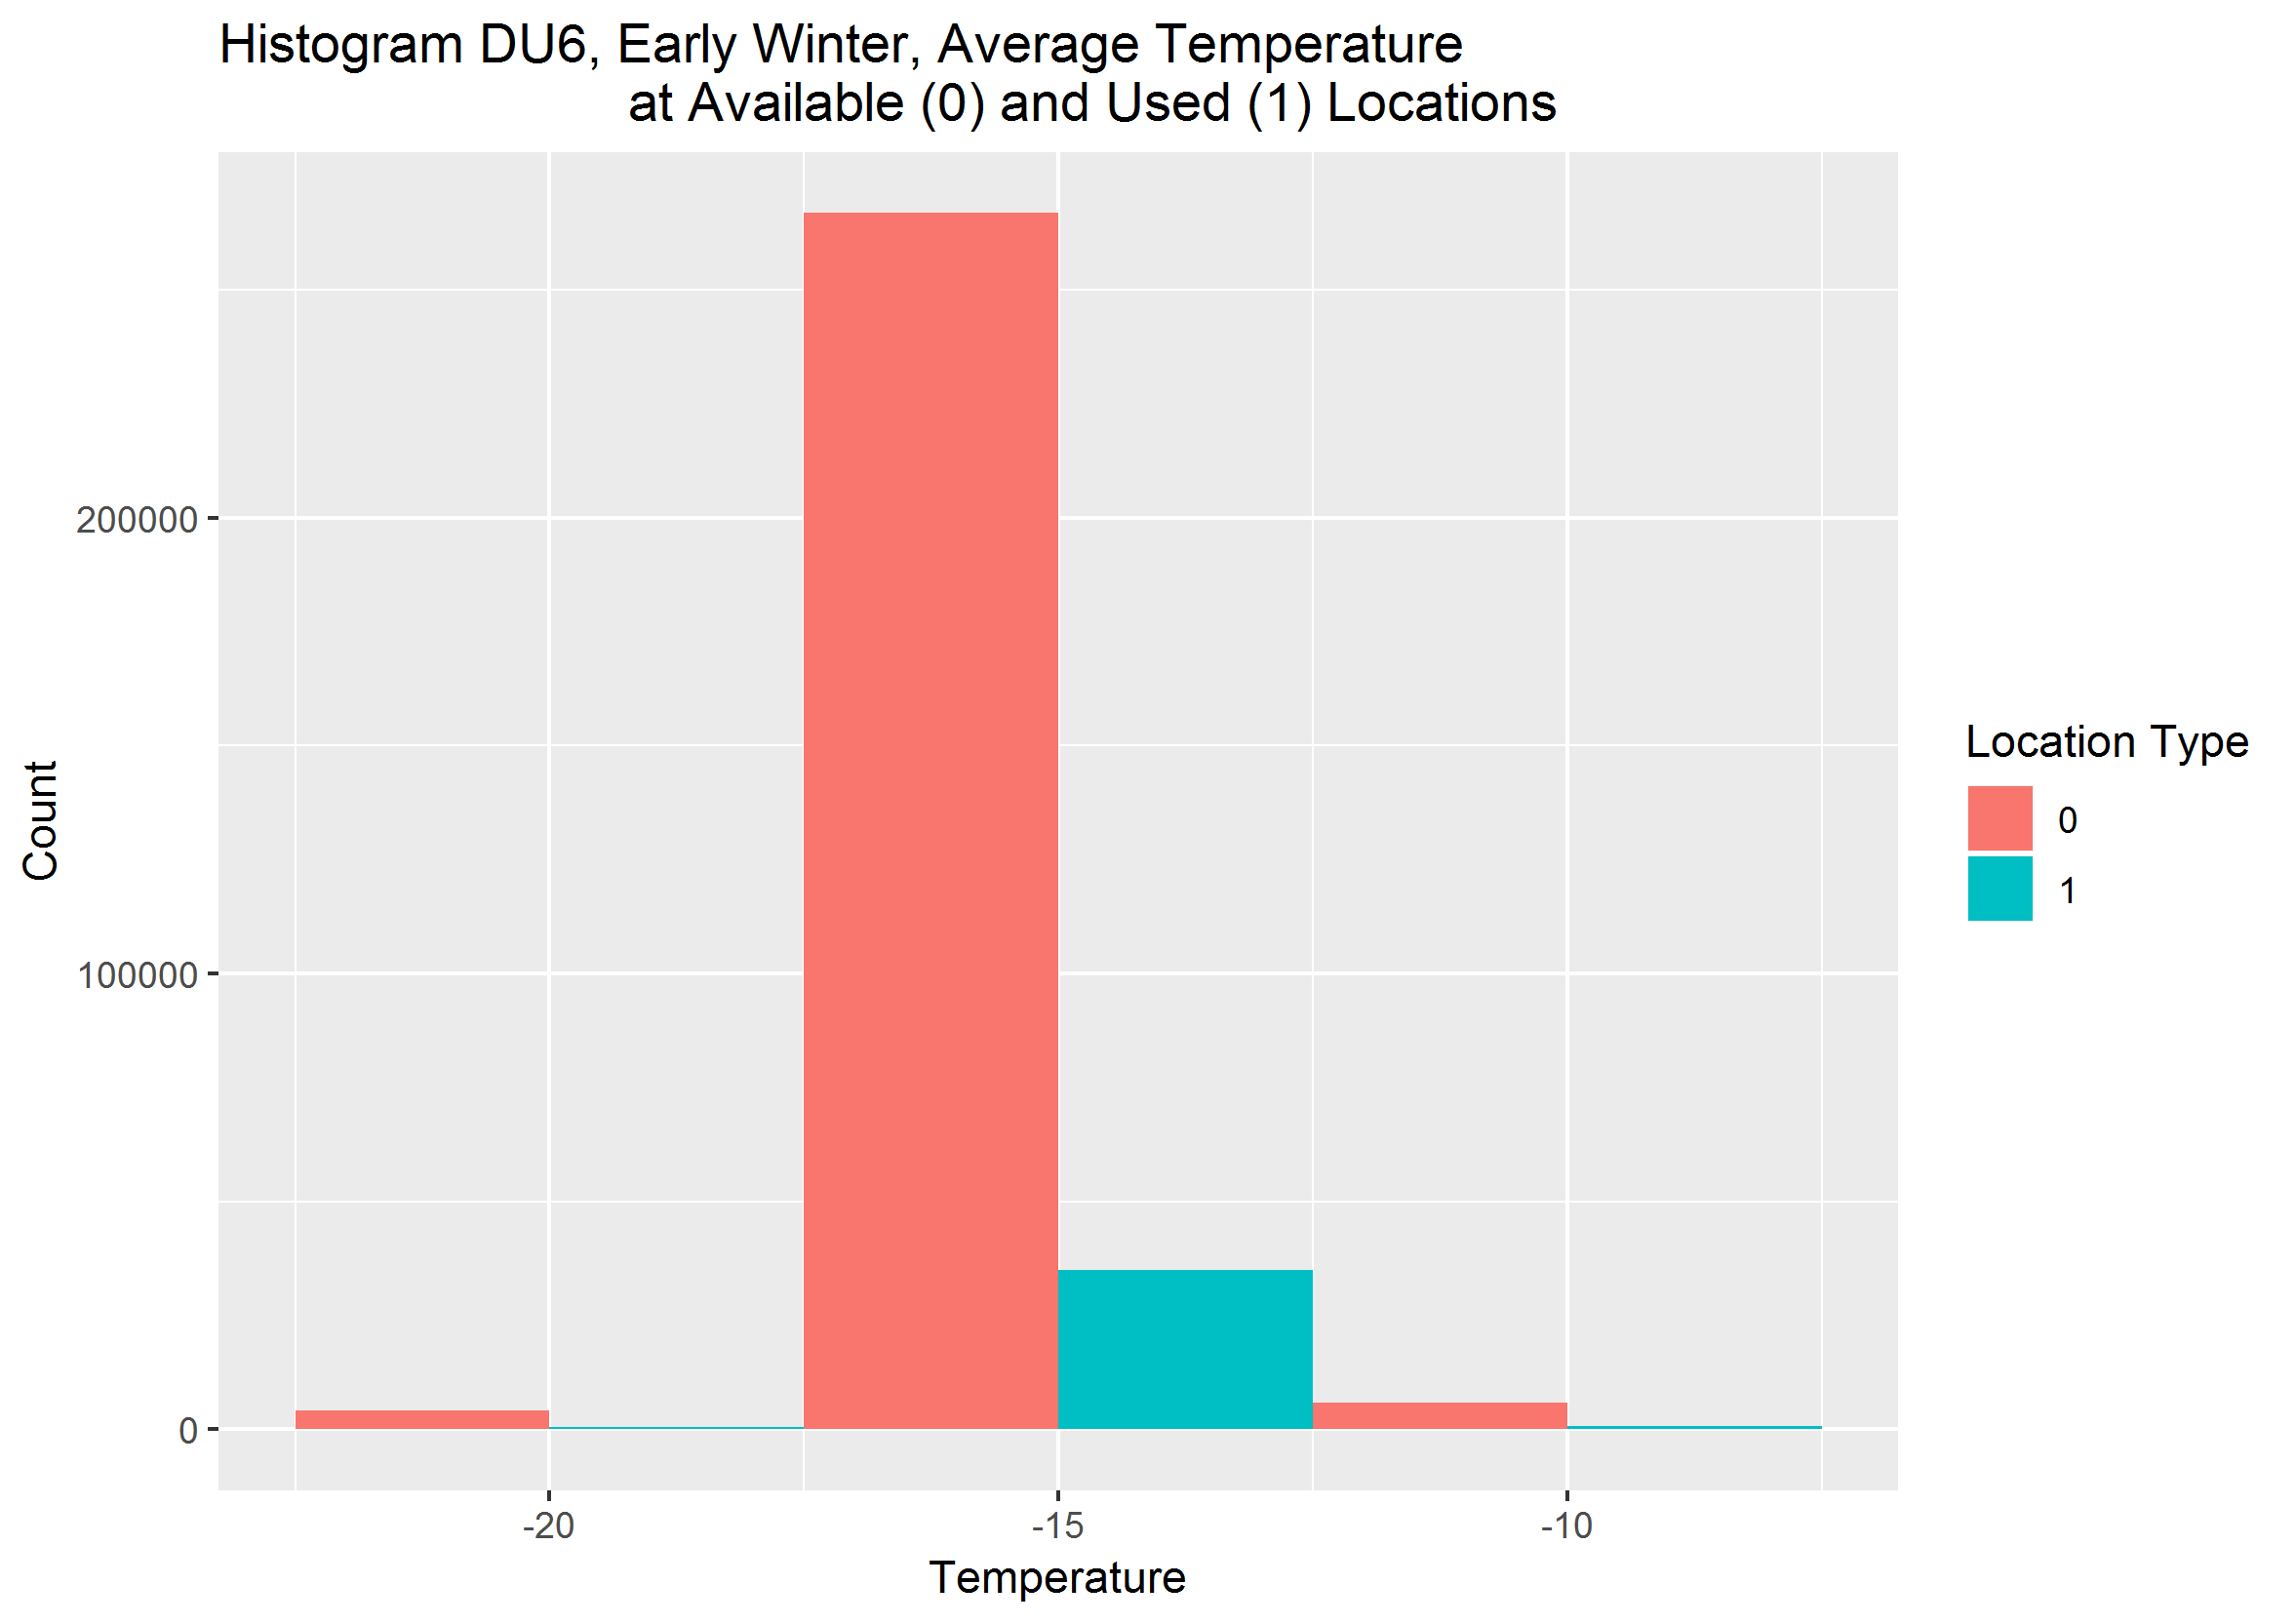 Histogram DU6, Early Winter, Average Temperature
at Available (0) and Used (1) Locations
200000
100000
0
Count
-20
-15
-10
Temperature
Location Type
0
1